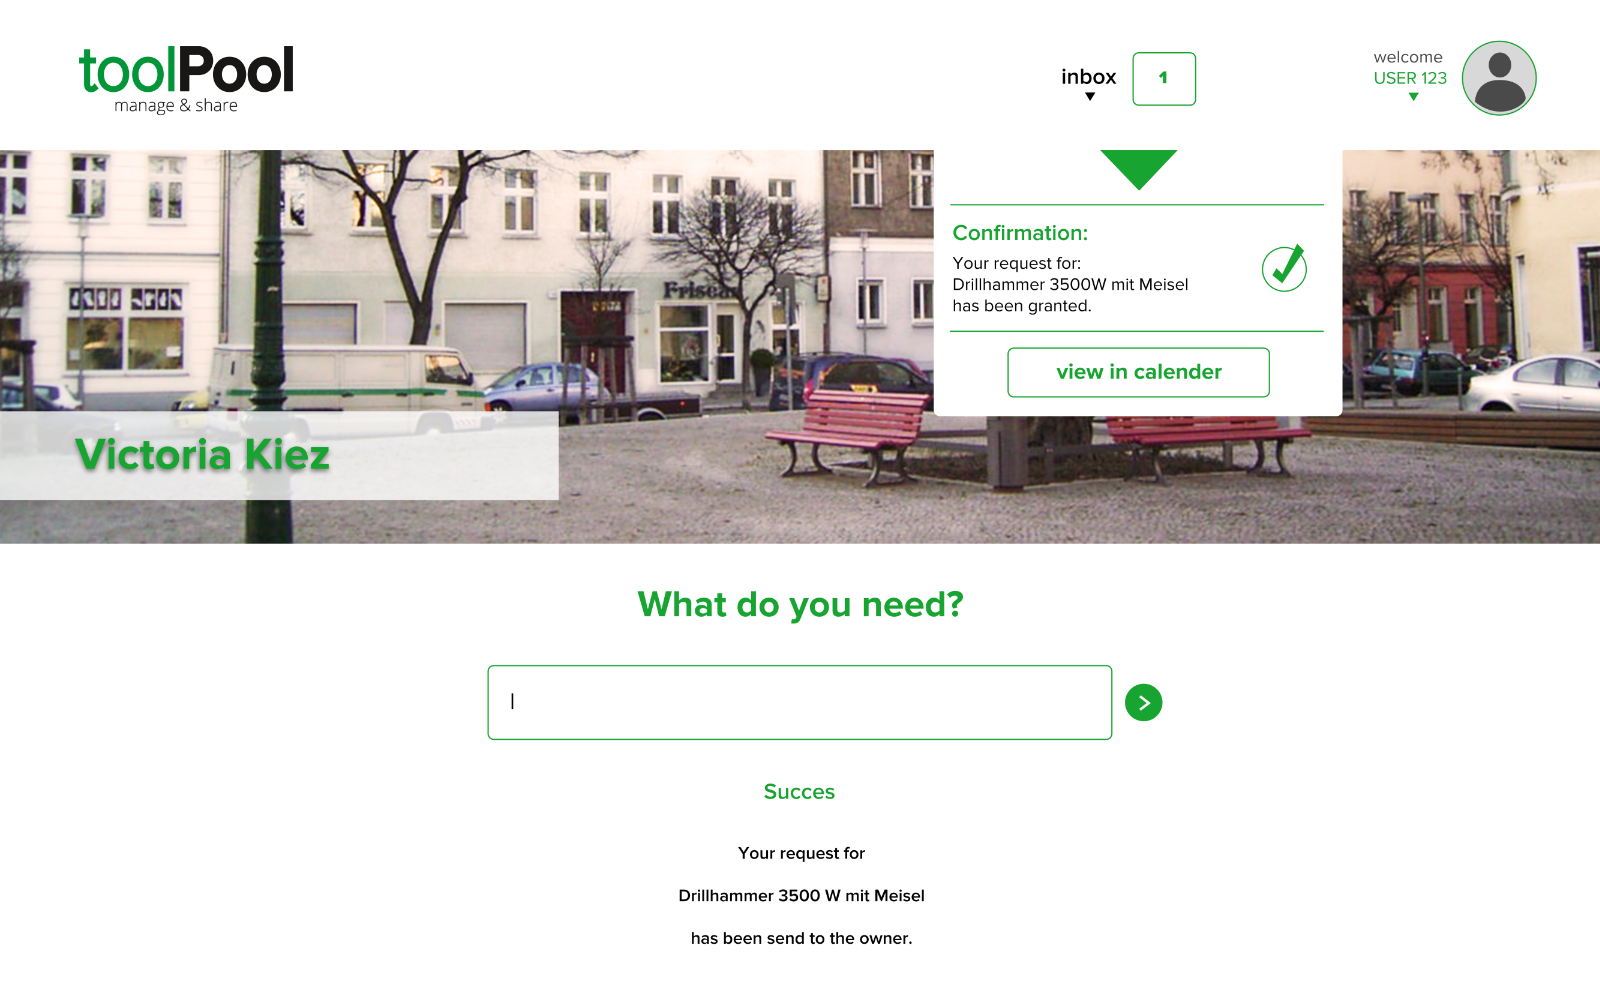 toolPool
manage & share
inbox
1
welcome
USER 123
Confirmation:
Your request for:
Drillhammer 3500W mit Meisel
has been granted.
view in calender
Victoria Kiez
What do you need?
Succes
Your request for
Drillhammer 3500 W mit Meisel
has been send to the owner.